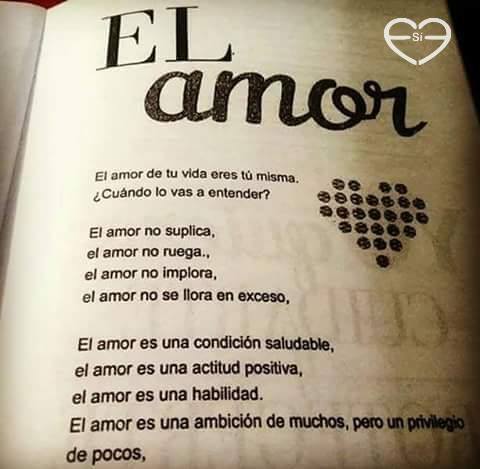 Sí
EL
amor
El amor de tu vida eres tú misma.
¿Cuándo lo vas a entender?
El amor no suplica,
el amor no ruega.,
el amor no implora,
el amor no se llora en exceso,
El amor es una condición saludable,
el amor es una actitud positiva,
el amor es una habilidad.
El amor es una ambición de muchos, pero un privilegio
de pocos,